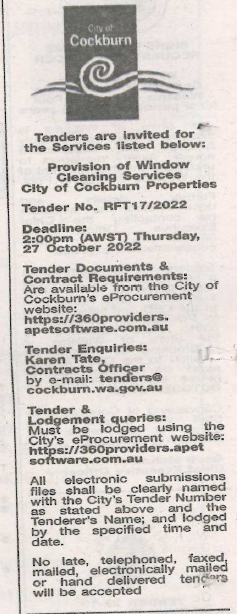 City of
Cockburn
Tenders are invited for
the Services listed below:
Provision of Window
Cleaning Services
City of Cockburn Properties
Tender No. RFT17/2022
Deadline:
2:00pm (AWST) Thursday,
27 October 2022
Tender Documents &
Contract Requirements:
Are available from the City of
Cockburn's eProcurement
website:
https://360providers.
apetsoftware.com.au
Tender Enquiries:
Karen Tate,
Contracts Officer
by e-mail: tenders@
cockburn.wa.gov.au
Tender &
Lodgement queries:
Must be lodged using the
City's eProcurement website:
https://360providers.apet
software.com.au
All electronic submissions
files shall be clearly named
with the City's Tender Number
as stated above and the
Tenderer's Name; and lodged
by the specified time and
date.
No late, telephoned, faxed,
mailed, electronically mailed
or hand delivered tenders
will be accepted